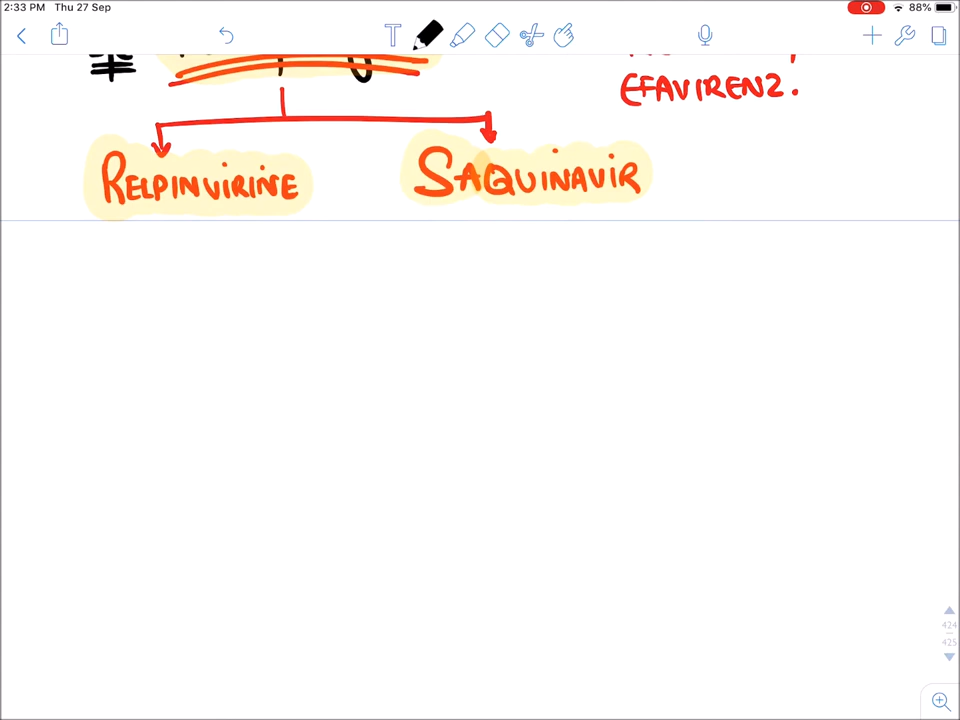 2:33 PM Thu 27 Sep
88%
T
EFAVIRENZ.
RELPINVIRINE
SAQUINAVIR
424
425